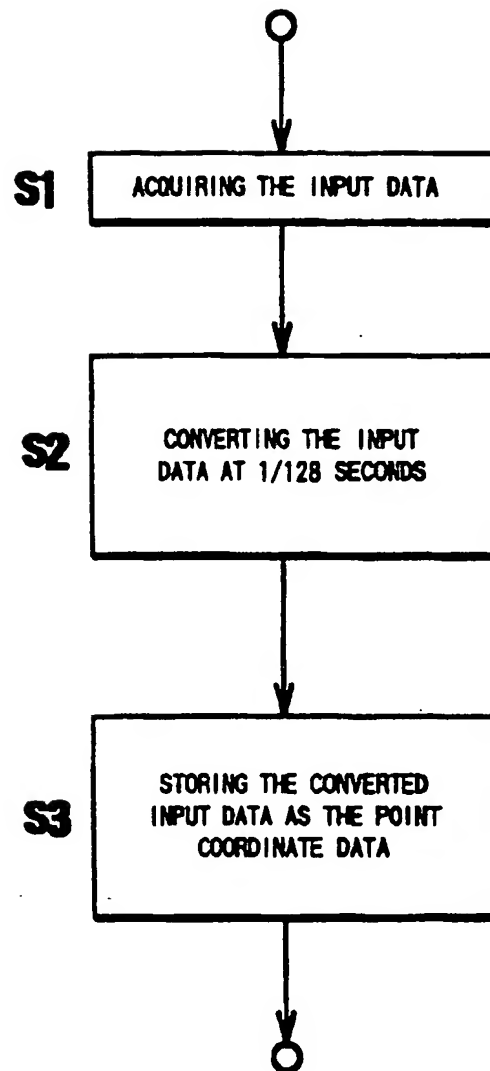 S1
ACQUIRING THE INPUT DATA
S2
CONVERTING THE INPUT
DATA AT 1/128 SECONDS
S3
STORING THE CONVERTED
INPUT DATA AS THE POINT
COORDINATE DATA